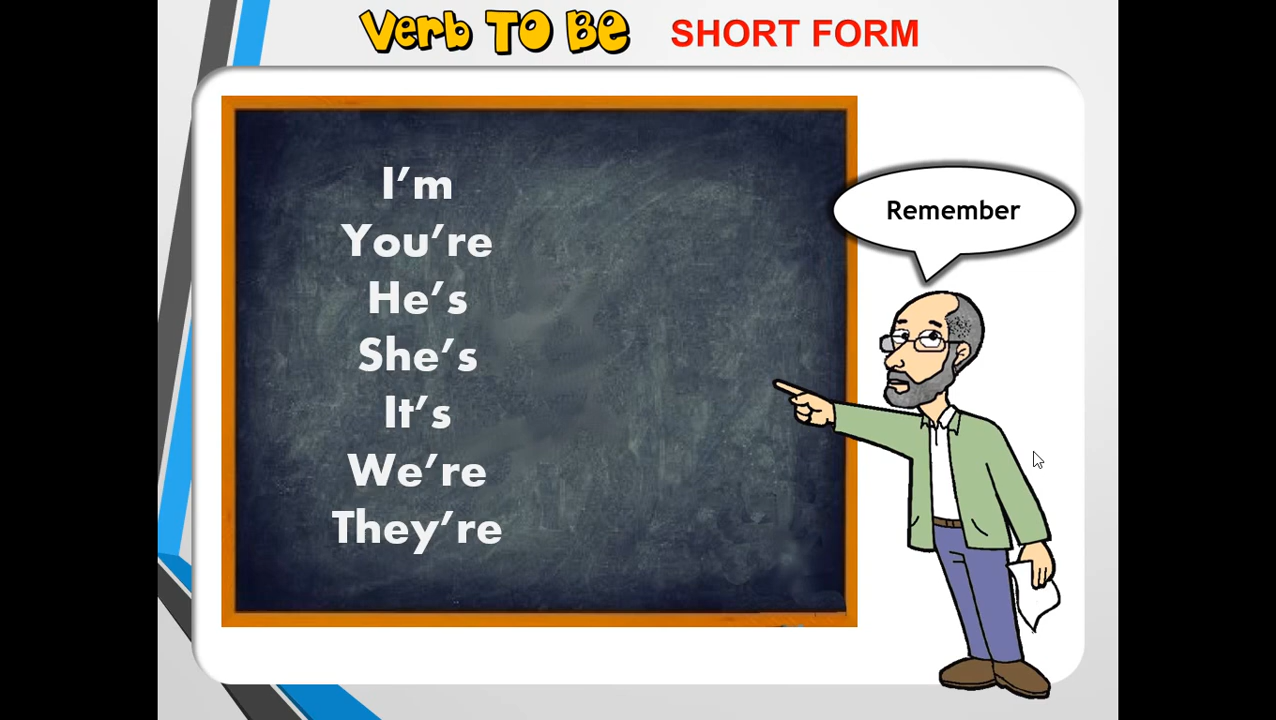 Verb TO BE SHORT FORM
I’m
You’re
He’s
She’s
It’s
We’re
They’re
Remember